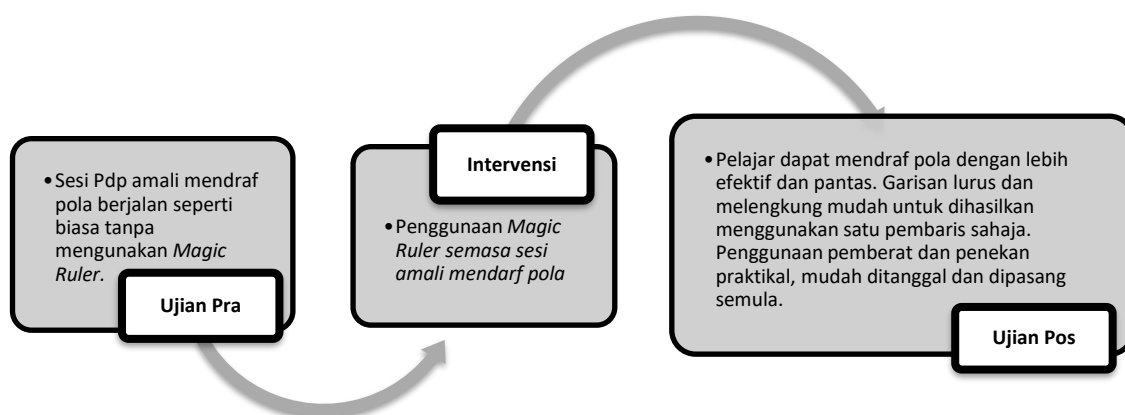 •Sesi Pdp amali mendraf
pola berjalan seperti
biasa tanpa
mengunakan Magic
Ruler.
Ujian Pra
Intervensi
•Penggunaan Magic
Ruler semasa sesi
amali mendarf pola
•Pelajar dapat mendraf pola dengan lebih
efektif dan pantas. Garisan lurus dan
melengkung mudah untuk dihasilkan
menggunakan satu pembaris sahaja.
Penggunaan pemberat dan penekan
praktikal, mudah ditanggal dan dipasang
semula.
Ujian Pos